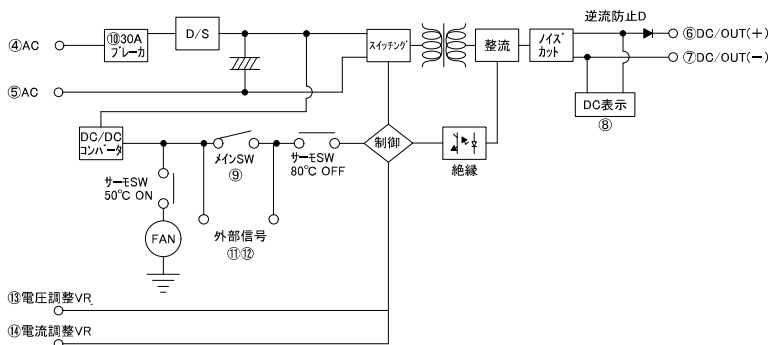 逆流防止D
④AC
⑩30A
ブレーカ
D/S
スイッチング
整流
ノイズ
カット
⑥DC/OUT(+)
⑦DC/OUT(−)
⑤AC
DC表示
⑧
DC/DC
コンバータ
メインSW
⑨
サーモSW
80℃ OFF
制御
絶縁
サーモSW
50℃ ON
FAN
外部信号
⑪⑫
⑬電圧調整VR
⑭電流調整VR